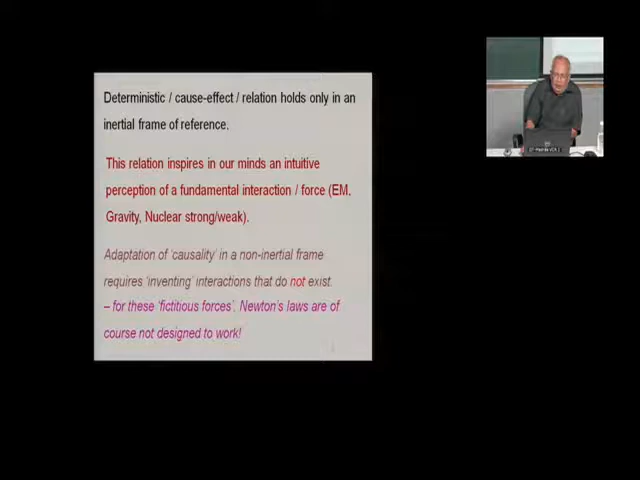 Deterministic / cause-effect / relation holds only in an
inertial frame of reference.
This relation inspires in our minds an intuitive
perception of a fundamental interaction / force (EM,
Gravity, Nuclear strong/weak).
Adaptation of 'causality' in a non-inertial frame
requires 'inventing' interactions that do not exist.
– for these 'fictitious forces', Newton's laws are of
course not designed to work!